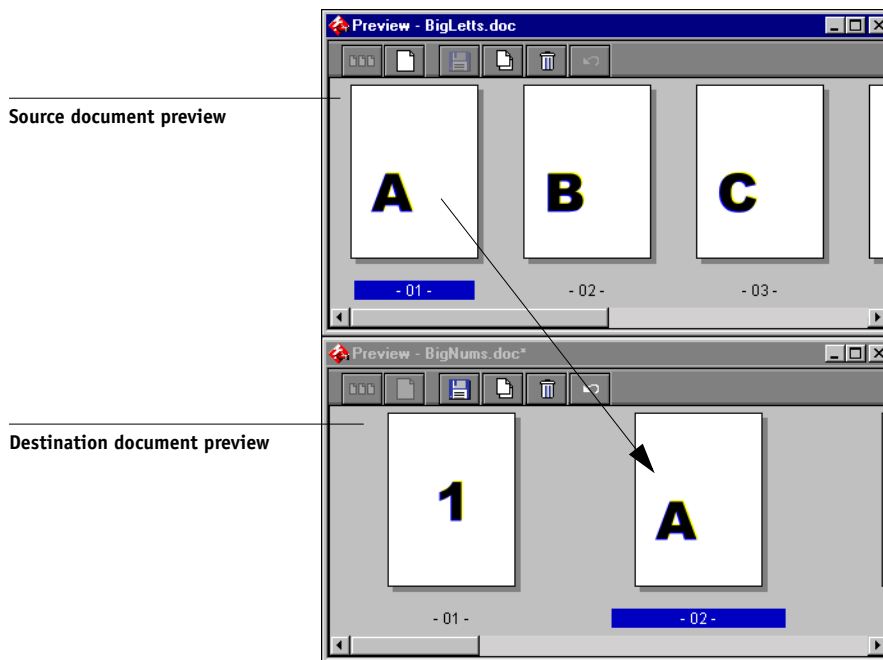 Preview - BigLetts.doc
Source document preview
A
B
C
- 01 -
- 02 -
- 03 -
Preview - BigNums.doc*
Destination document preview
1
A
- 01 -
- 02 -